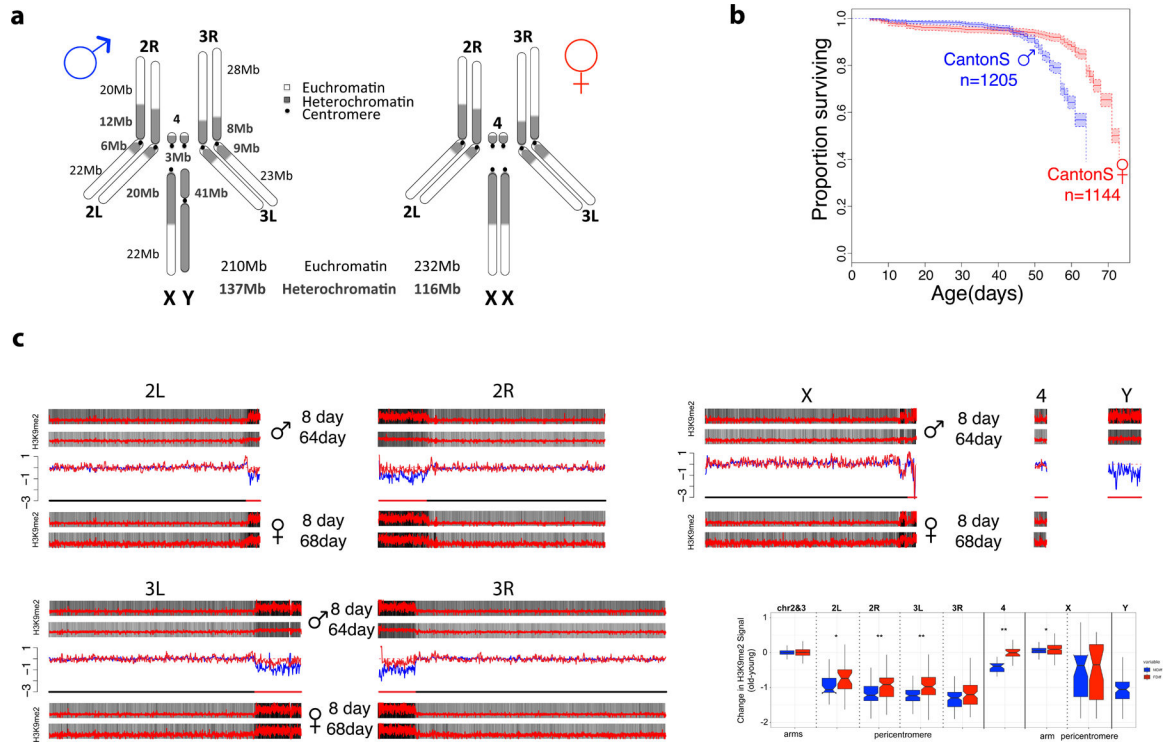 a
2R
3R
20Mb
28Mb
12Mb
4
8Mb
6Mb
9Mb
3Mb
22Mb
23Mb
20Mb
41Mb
2L
3L
22Mb
X Y
Euchromatin
Heterochromatin
Centromere
2R
3R
4
2L
3L
X X
210Mb Euchromatin 232Mb
137Mb Heterochromatin 116Mb
b
Proportion surviving
1.0
0.8
0.6
0.4
0.2
0.0
CantonS ♂
n=1205
CantonS ♀
n=1144
0 10 20 30 40 50 60 70
Age(days)
c
2L
H3K9me2
♂ 8 day
64day
1
−1
−3
H3K9me2
♀ 8 day
68day
2R
X
H3K9me2
♂ 8 day
64day
1
−1
−3
H3K9me2
♀ 8 day
68day
4
Y
3L
H3K9me2
♂ 8 day
64day
1
−1
−3
H3K9me2
♀ 8 day
68day
3R
chr2&3 2L 2R 3L 3R 4 X Y
* ** ** ** *
Change in H3K9me2 Signal
(old-young)
1
0
-1
-2
arms pericentromere arm pericentromere
variable